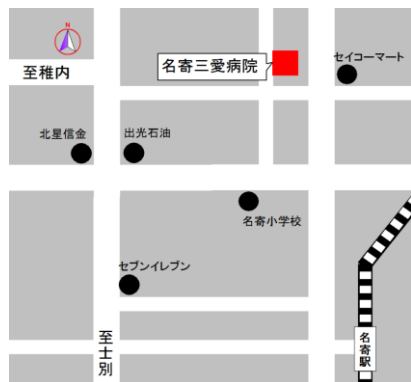 N
至稚内
名寄三愛病院
セイコーマート
北星信金
出光石油
名寄小学校
セブンイレブン
至士別
名寄駅